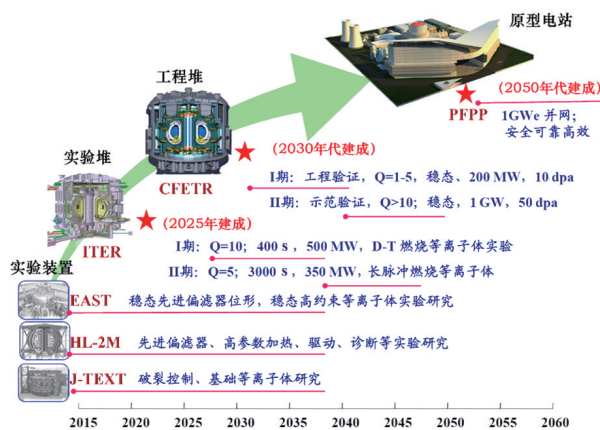 原型电站
(2050年代建成)
PFPP
1GWe 并网;
安全可靠高效
工程堆
(2030年代建成)
CFETR
I期: 工程验证, Q=1-5, 稳态、200 MW, 10 dpa
II期: 示范验证, Q>10; 稳态, 1 GW, 50 dpa
实验堆
(2025年建成)
ITER
I期: Q=10; 400 s, 500 MW, D-T 燃烧等离子体实验
II期: Q=5; 3000 s, 350 MW, 长脉冲燃烧等离子体
实验装置
EAST 稳态先进偏滤器位形, 稳态高约束等离子体实验研究
HL-2M 先进偏滤器、高参数加热、驱动、诊断等实验研究
J-TEXT 破裂控制、基础等离子体研究
2015 2020 2025 2030 2035 2040 2045 2050 2055 2060